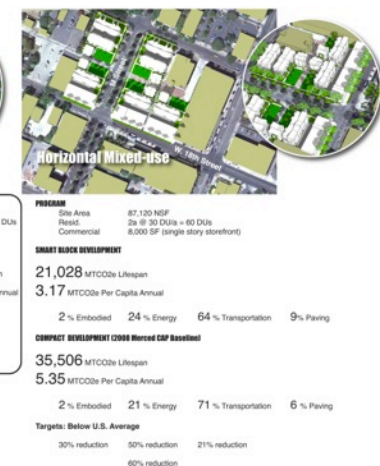 Horizontal Mixed-use
W. 18th Street
DUs
nnual
PROGRAM
Site Area 87,120 NSF
Resid. 2a @ 30 DU/a = 60 DUs
Commercial 8,000 SF (single story storefront)
SMART BLOCK DEVELOPMENT
21,028 MTCO2e Lifespan
3.17 MTCO2e Per Capita Annual
2 % Embodied 24 % Energy 64 % Transportation 9% Paving
COMPACT DEVELOPMENT (2008 Merced CAP Baseline)
35,506 MTCO2e Lifespan
5.35 MTCO2e Per Capita Annual
2 % Embodied 21 % Energy 71 % Transportation 6 % Paving
Targets: Below U.S. Average
30% reduction 50% reduction 21% reduction
60% reduction